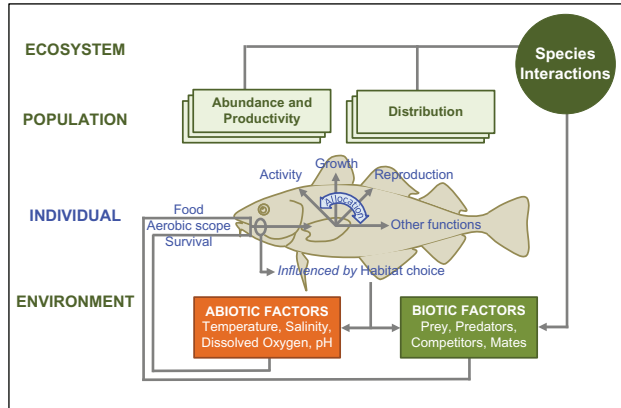 ECOSYSTEM
Species
Interactions
POPULATION
Abundance and
Productivity
Distribution
INDIVIDUAL
Growth
Activity
Reproduction
Allocation
Food
Aerobic scope
Survival
Other functions
Influenced by Habitat choice
ENVIRONMENT
ABIOTIC FACTORS
Temperature, Salinity,
Dissolved Oxygen, pH
BIOTIC FACTORS
Prey, Predators,
Competitors, Mates